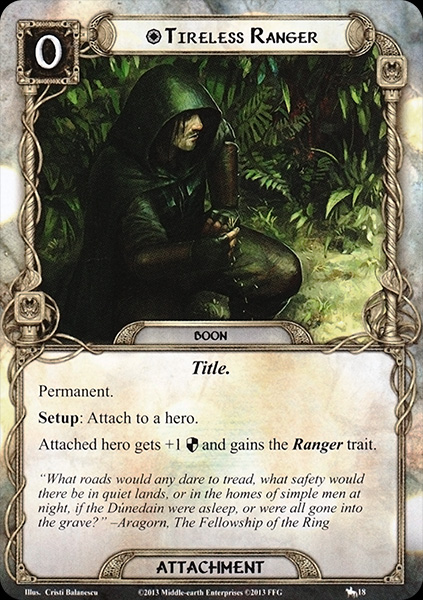 0
Tireless Ranger
BOON
Title.
Permanent.
Setup: Attach to a hero.
Attached hero gets +1 and gains the Ranger trait.
“What roads would any dare to tread, what safety would
there be in quiet lands, or in the homes of simple men at
night, if the Dúnedain were asleep, or were all gone into
the grave?” –Aragorn, The Fellowship of the Ring
ATTACHMENT
Illus. Cristi Balanescu
©2013 Middle-earth Enterprises ©2013 FFG
18